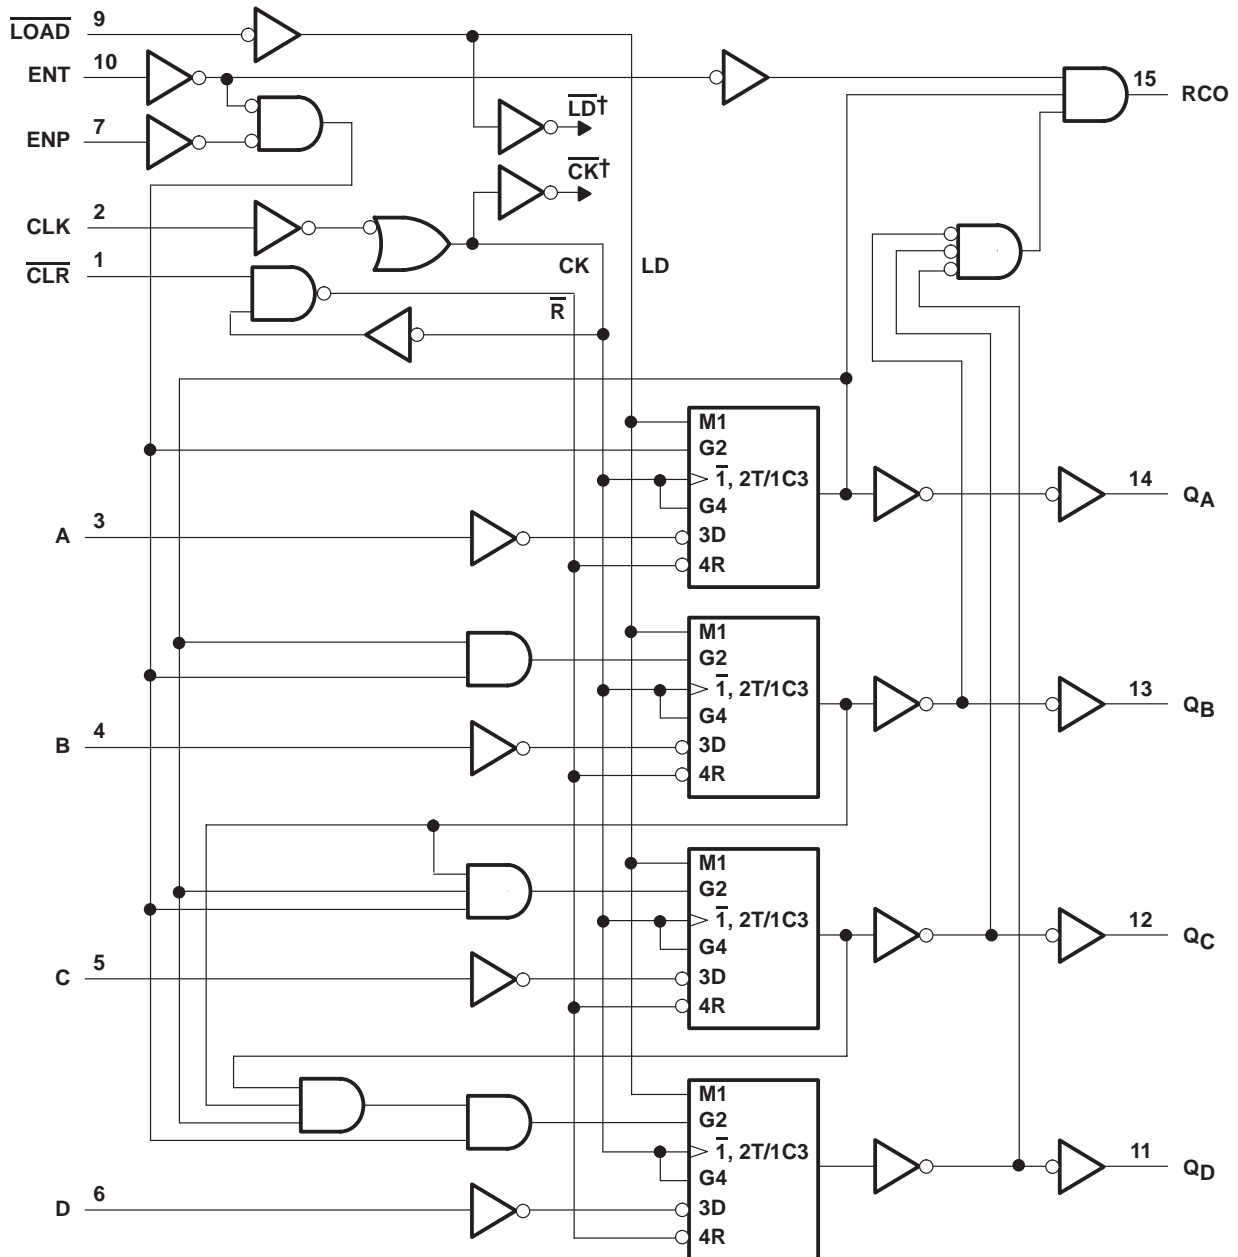 LOAD 9
ENT 10
ENP 7
CLK 2
CLR 1
LD†
CK†
CK LD
R
15 RCO
M1
G2
1, 2T/1C3
G4
3D
4R
A 3
14 QA
M1
G2
1, 2T/1C3
G4
3D
4R
B 4
13 QB
M1
G2
1, 2T/1C3
G4
3D
4R
C 5
12 QC
M1
G2
1, 2T/1C3
G4
3D
4R
D 6
11 QD